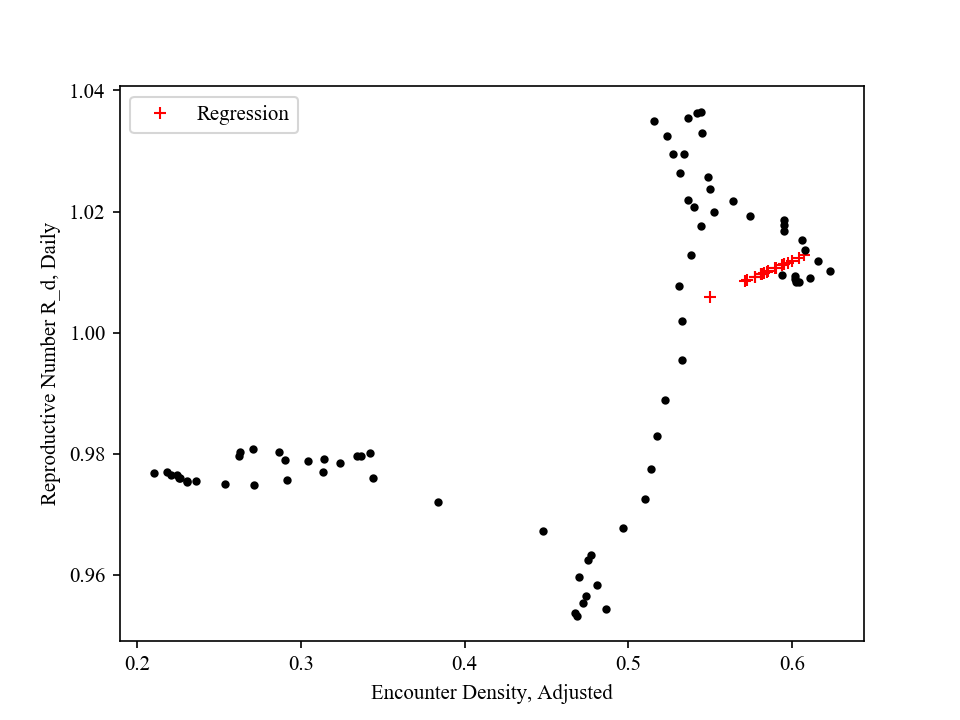 1.04
1.02
1.00
0.98
0.96
Reproductive Number R_d, Daily
Regression
0.2 0.3 0.4 0.5 0.6
Encounter Density, Adjusted